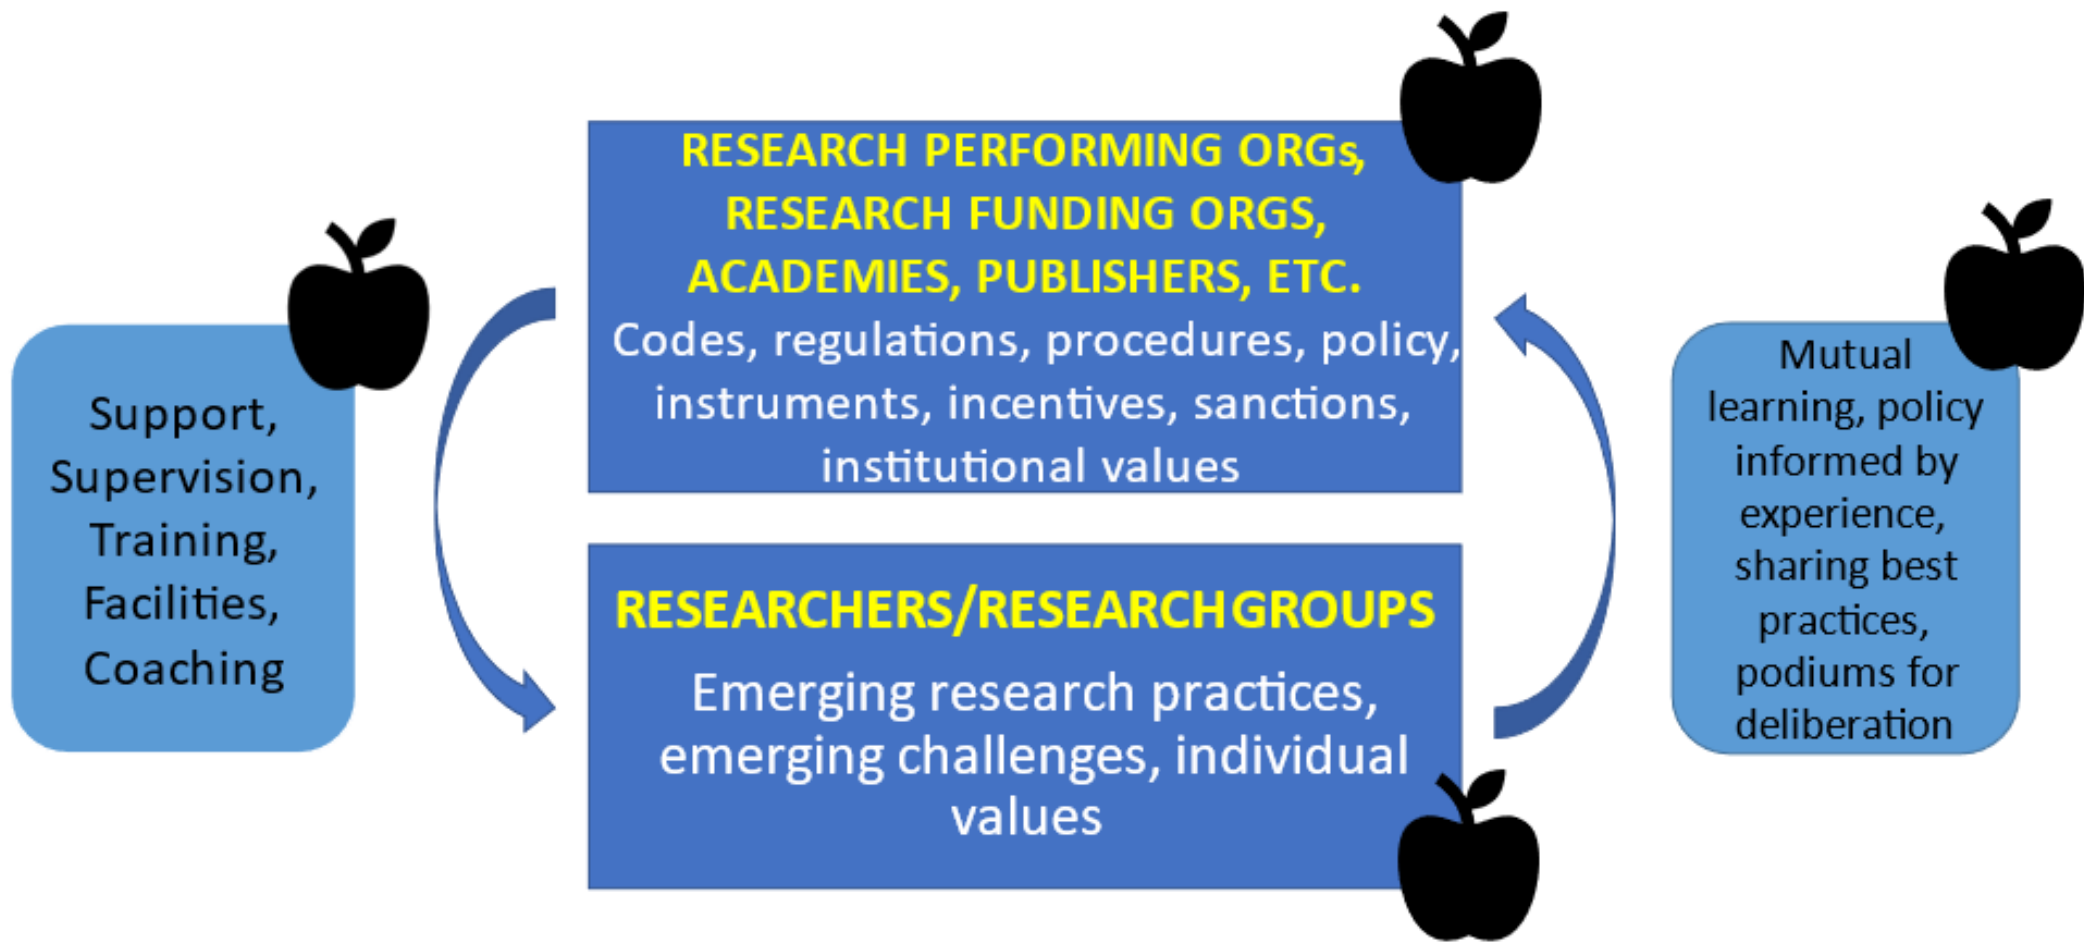 RESEARCH PERFORMING ORGs,
RESEARCH FUNDING ORGS,
ACADEMIES, PUBLISHERS, ETC.
Codes, regulations, procedures, policy,
instruments, incentives, sanctions,
institutional values
Support,
Supervision,
Training,
Facilities,
Coaching
RESEARCHERS/RESEARCH GROUPS
Emerging research practices,
emerging challenges, individual
values
Mutual
learning, policy
informed by
experience,
sharing best
practices,
podiums for
deliberation